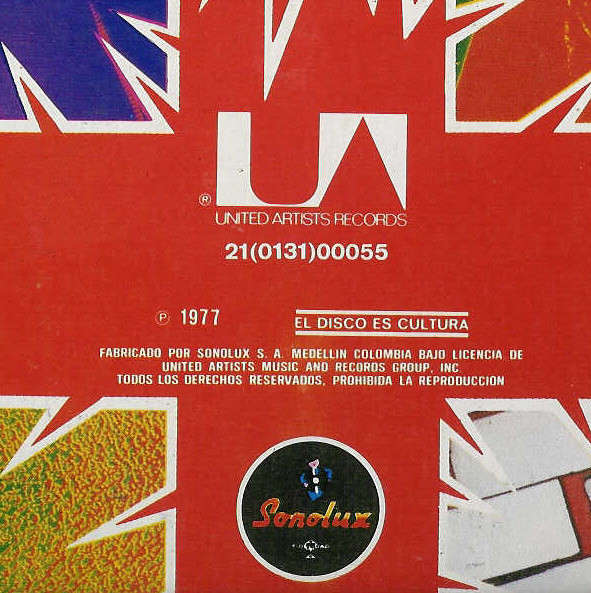 UA
® UNITED ARTISTS RECORDS
21(0131)00055
℗ 1977
EL DISCO ES CULTURA
FABRICADO POR SONOLUX S. A. MEDELLIN COLOMBIA BAJO LICENCIA DE
UNITED ARTISTS MUSIC AND RECORDS GROUP, INC
TODOS LOS DERECHOS RESERVADOS, PROHIBIDA LA REPRODUCCION
Sonolux